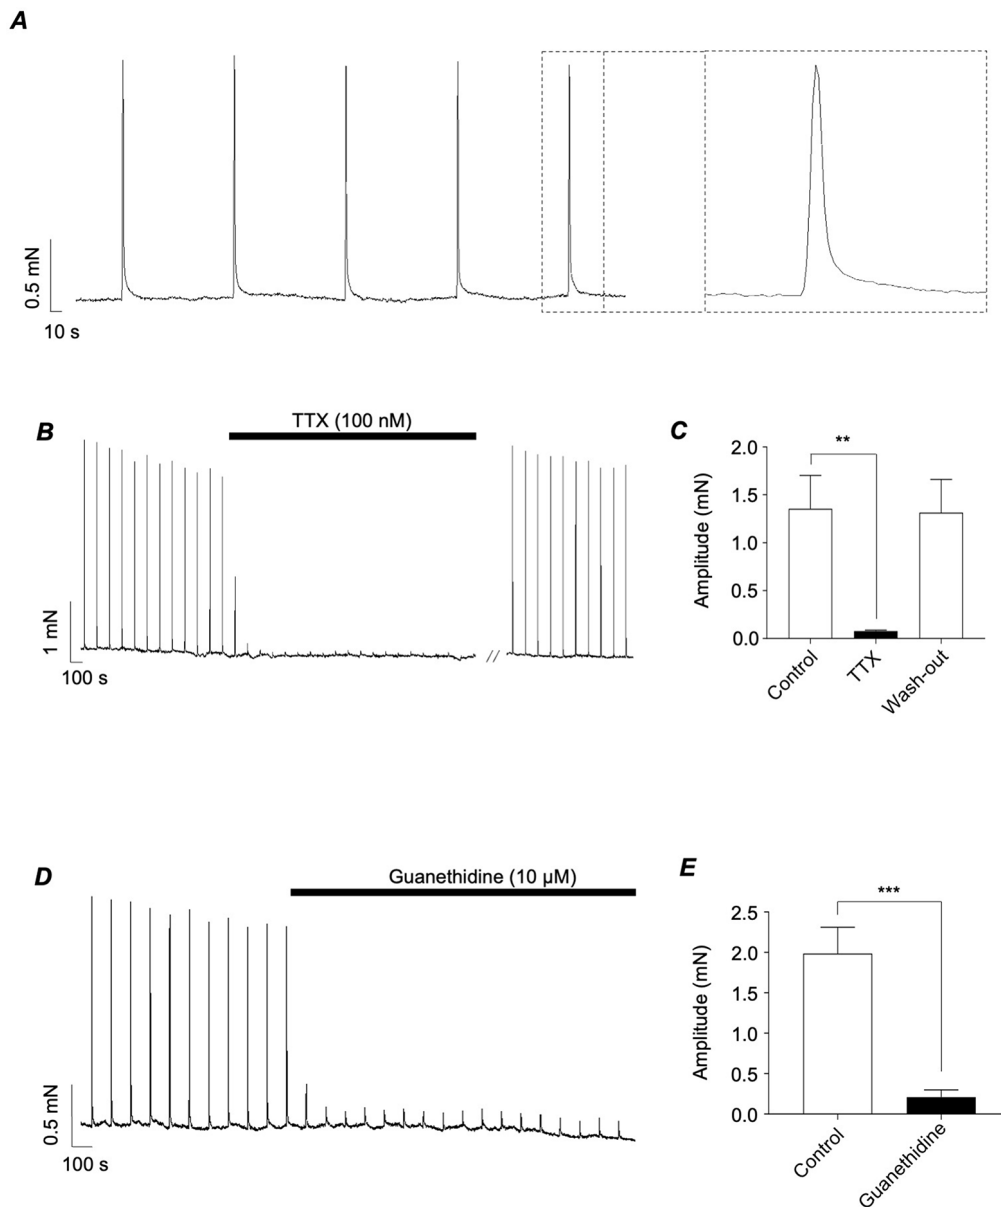 A
0.5 mN
10 s
B
TTX (100 nM)
1 mN
100 s
C
**
Amplitude (mN)
2.0
1.5
1.0
0.5
0.0
Control
TTX
Wash-out
D
Guanethidine (10 µM)
0.5 mN
100 s
E
***
Amplitude (mN)
2.5
2.0
1.5
1.0
0.5
0.0
Control
Guanethidine